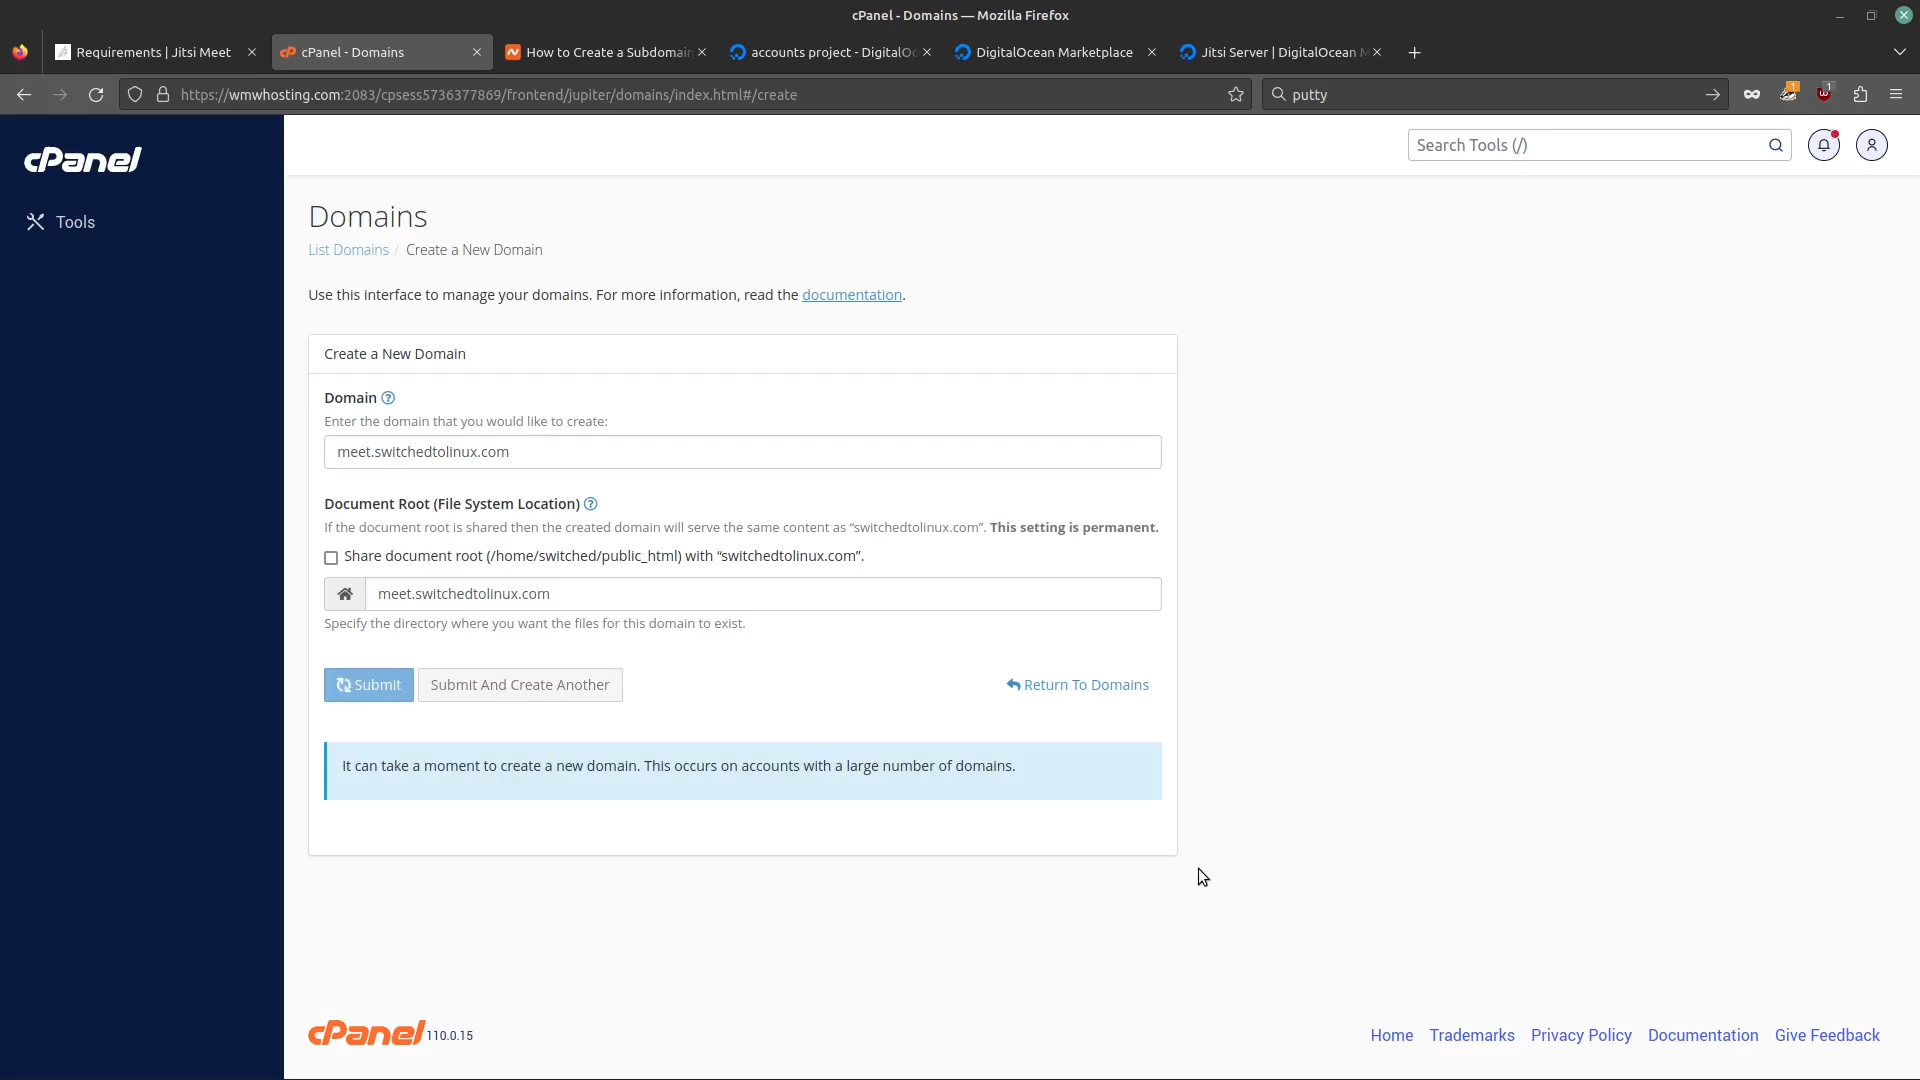 cPanel - Domains — Mozilla Firefox
Requirements | Jitsi Meet
cPanel - Domains
How to Create a Subdomain
accounts project - DigitalOc
DigitalOcean Marketplace
Jitsi Server | DigitalOcean M
https://wmwhosting.com:2083/cpsess5736377869/frontend/jupiter/domains/index.html#/create
putty
1
1
cPanel
Search Tools (/)
Tools
Domains
List Domains / Create a New Domain
Use this interface to manage your domains. For more information, read the documentation.
Create a New Domain
Domain
Enter the domain that you would like to create:
meet.switchedtolinux.com
Document Root (File System Location)
If the document root is shared then the created domain will serve the same content as “switchedtolinux.com”. This setting is permanent.
Share document root (/home/switched/public_html) with “switchedtolinux.com”.
meet.switchedtolinux.com
Specify the directory where you want the files for this domain to exist.
Submit
Submit And Create Another
Return To Domains
It can take a moment to create a new domain. This occurs on accounts with a large number of domains.
cPanel 110.0.15
Home
Trademarks
Privacy Policy
Documentation
Give Feedback